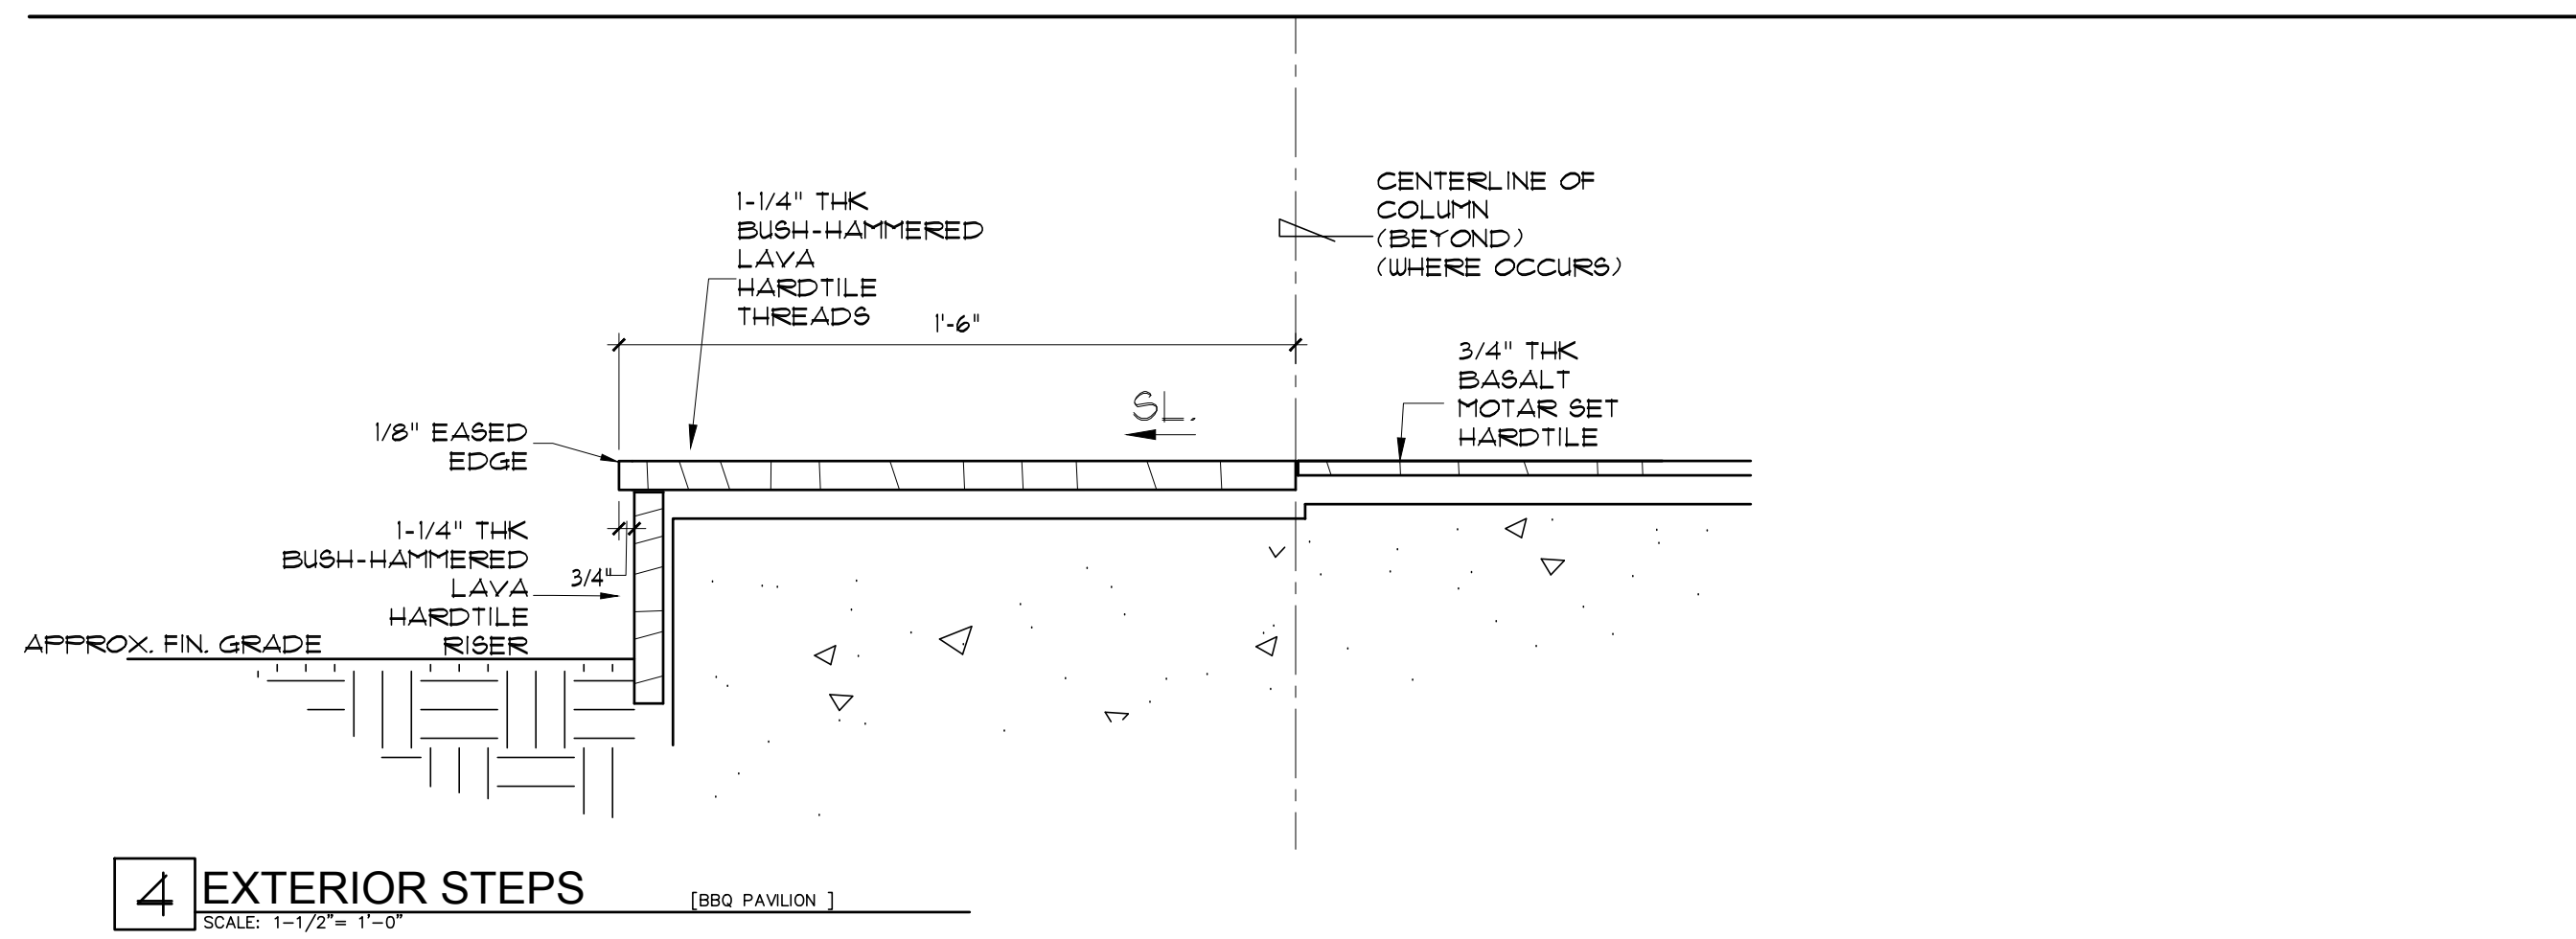 1-1/4" THK
BUSH-HAMMERED
LAVA
HARDTILE
THREADS
CENTERLINE OF
COLUMN
(BEYOND)
(WHERE OCCURS)
1'-6"
3/4" THK
BASALT
MOTAR SET
HARDTILE
SL.
1/8" EASED
EDGE
1-1/4" THK
BUSH-HAMMERED
LAVA
HARDTILE
RISER
3/4"
APPROX. FIN. GRADE
4
EXTERIOR STEPS
[BBQ PAVILION ]
SCALE: 1-1/2"= 1'-0"